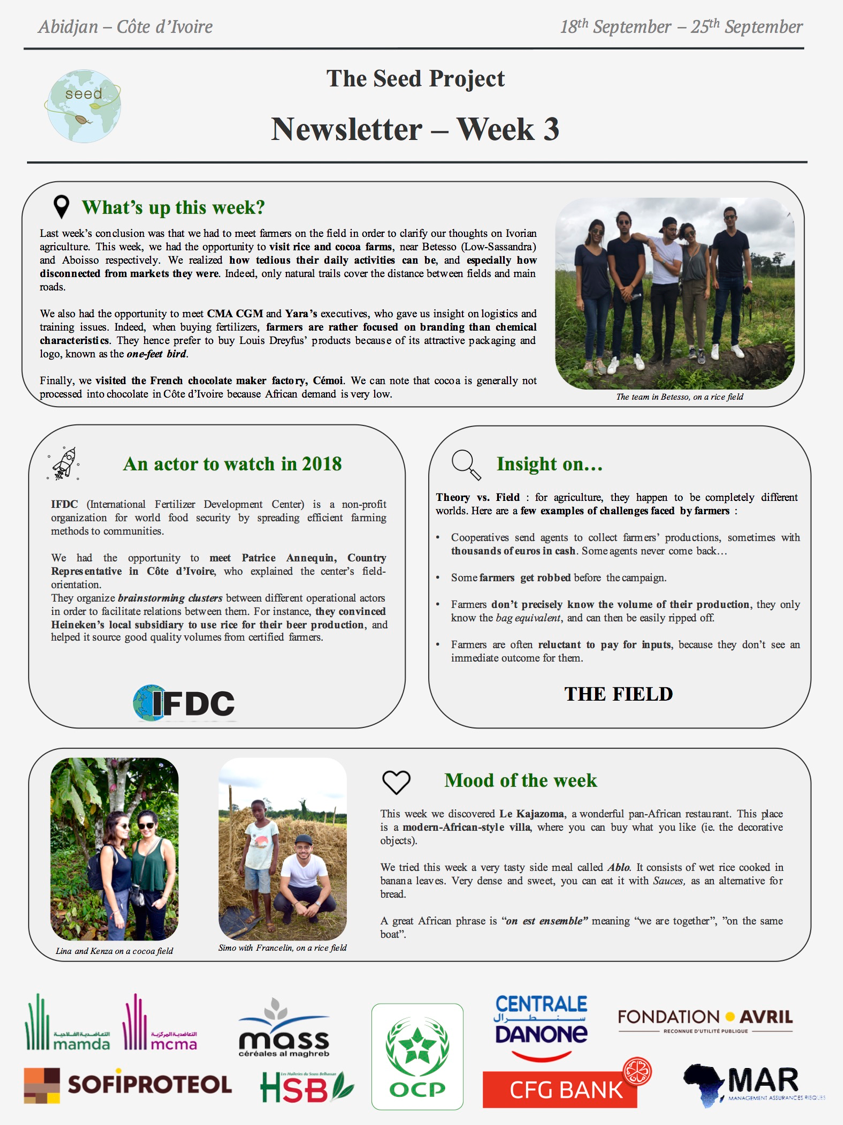 Abidjan – Côte d'Ivoire 18th September – 25th September
seed
The Seed Project
Newsletter – Week 3
What's up this week?
Last week's conclusion was that we had to meet farmers on the field in order to clarify our thoughts on Ivorian
agriculture. This week, we had the opportunity to visit rice and cocoa farms, near Betesso (Low-Sassandra)
and Aboisso respectively. We realized how tedious their daily activities can be, and especially how
disconnected from markets they were. Indeed, only natural trails cover the distance between fields and main
roads.
We also had the opportunity to meet CMA CGM and Yara's executives, who gave us insight on logistics and
training issues. Indeed, when buying fertilizers, farmers are rather focused on branding than chemical
characteristics. They hence prefer to buy Louis Dreyfus' products because of its attractive packaging and
logo, known as the one-feet bird.
Finally, we visited the French chocolate maker factory, Cémoi. We can note that cocoa is generally not
processed into chocolate in Côte d'Ivoire because African demand is very low.
The team in Betesso, on a rice field
An actor to watch in 2018
IFDC (International Fertilizer Development Center) is a non-profit
organization for world food security by spreading efficient farming
methods to communities.
We had the opportunity to meet Patrice Annequin, Country
Representative in Côte d'Ivoire, who explained the center's field-
orientation.
They organize brainstorming clusters between different operational actors
in order to facilitate relations between them. For instance, they convinced
Heineken's local subsidiary to use rice for their beer production, and
helped it source good quality volumes from certified farmers.
IFDC
Insight on…
Theory vs. Field : for agriculture, they happen to be completely different
worlds. Here are a few examples of challenges faced by farmers :
• Cooperatives send agents to collect farmers' productions, sometimes with
thousands of euros in cash. Some agents never come back…
• Some farmers get robbed before the campaign.
• Farmers don't precisely know the volume of their production, they only
know the bag equivalent, and can then be easily ripped off.
• Farmers are often reluctant to pay for inputs, because they don't see an
immediate outcome for them.
THE FIELD
Lina and Kenza on a cocoa field
Simo with Francelin, on a rice field
Mood of the week
This week we discovered Le Kajazoma, a wonderful pan-African restaurant. This place
is a modern-African-style villa, where you can buy what you like (ie. the decorative
objects).
We tried this week a very tasty side meal called Ablo. It consists of wet rice cooked in
banana leaves. Very dense and sweet, you can eat it with Sauces, as an alternative for
bread.
A great African phrase is "on est ensemble" meaning "we are together", "on the same
boat".
التعاضدية الفلاحية
mamda
التعاضدية المركزية
mcma
mass
céréales al maghreb
OCP
CENTRALE
سنطرال
DANONE
FONDATION AVRIL
RECONNUE D'UTILITÉ PUBLIQUE
SOFIPROTEOL
HSB
CFG BANK
MAR
MANAGEMENT ASSURANCES RISQUES